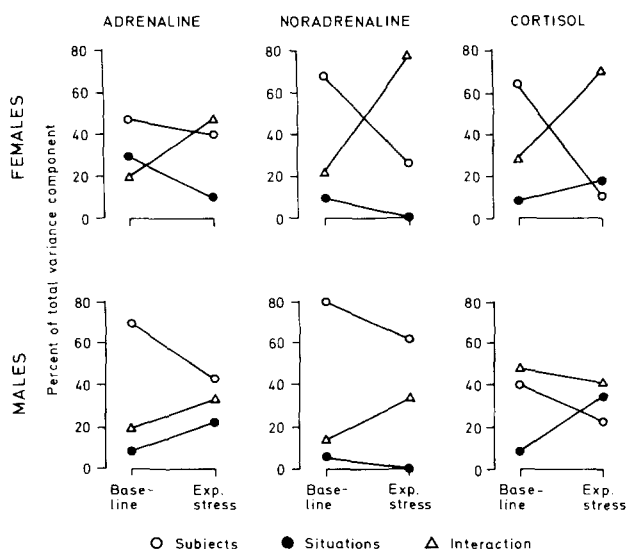 ADRENALINE NORADRENALINE CORTISOL
FEMALES
Percent of total variance component
80 80 80
60 60 60
40 40 40
20 20 20
0 0 0
MALES
80 80 80
60 60 60
40 40 40
20 20 20
0 0 0
Base- Exp. Base- Exp. Base- Exp.
line stress line stress line stress
O Subjects ● Situations △ Interaction